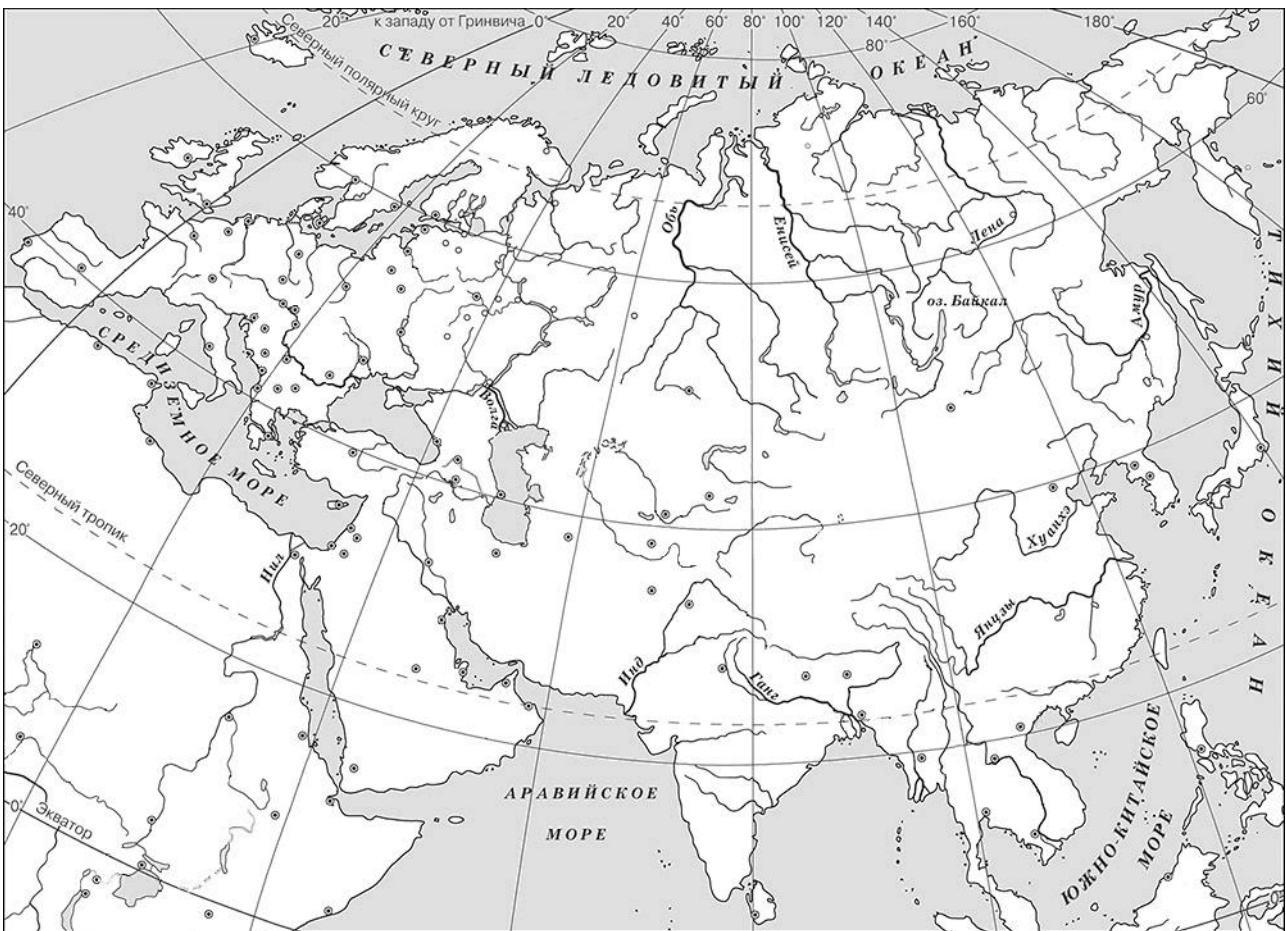 20° к западу от Гринвича 0° 20° 40° 60° 80° 100° 120° 140° 160° 180°
80°
60°
40°
20°
0°
Северный полярный круг
СЕВЕРНЫЙ ЛЕДОВИТЫЙ ОКЕАН
ТИХИЙ ОКЕАН
Обь
Енисей
Лена
оз. Байкал
Амур
СРЕДИЗЕМНОЕ МОРЕ
Волга
Северный тропик
Нил
Хуанхэ
Янцзы
Инд
Ганг
АРАВИЙСКОЕ
МОРЕ
ЮЖНО-КИТАЙСКОЕ
МОРЕ
Экватор
0°